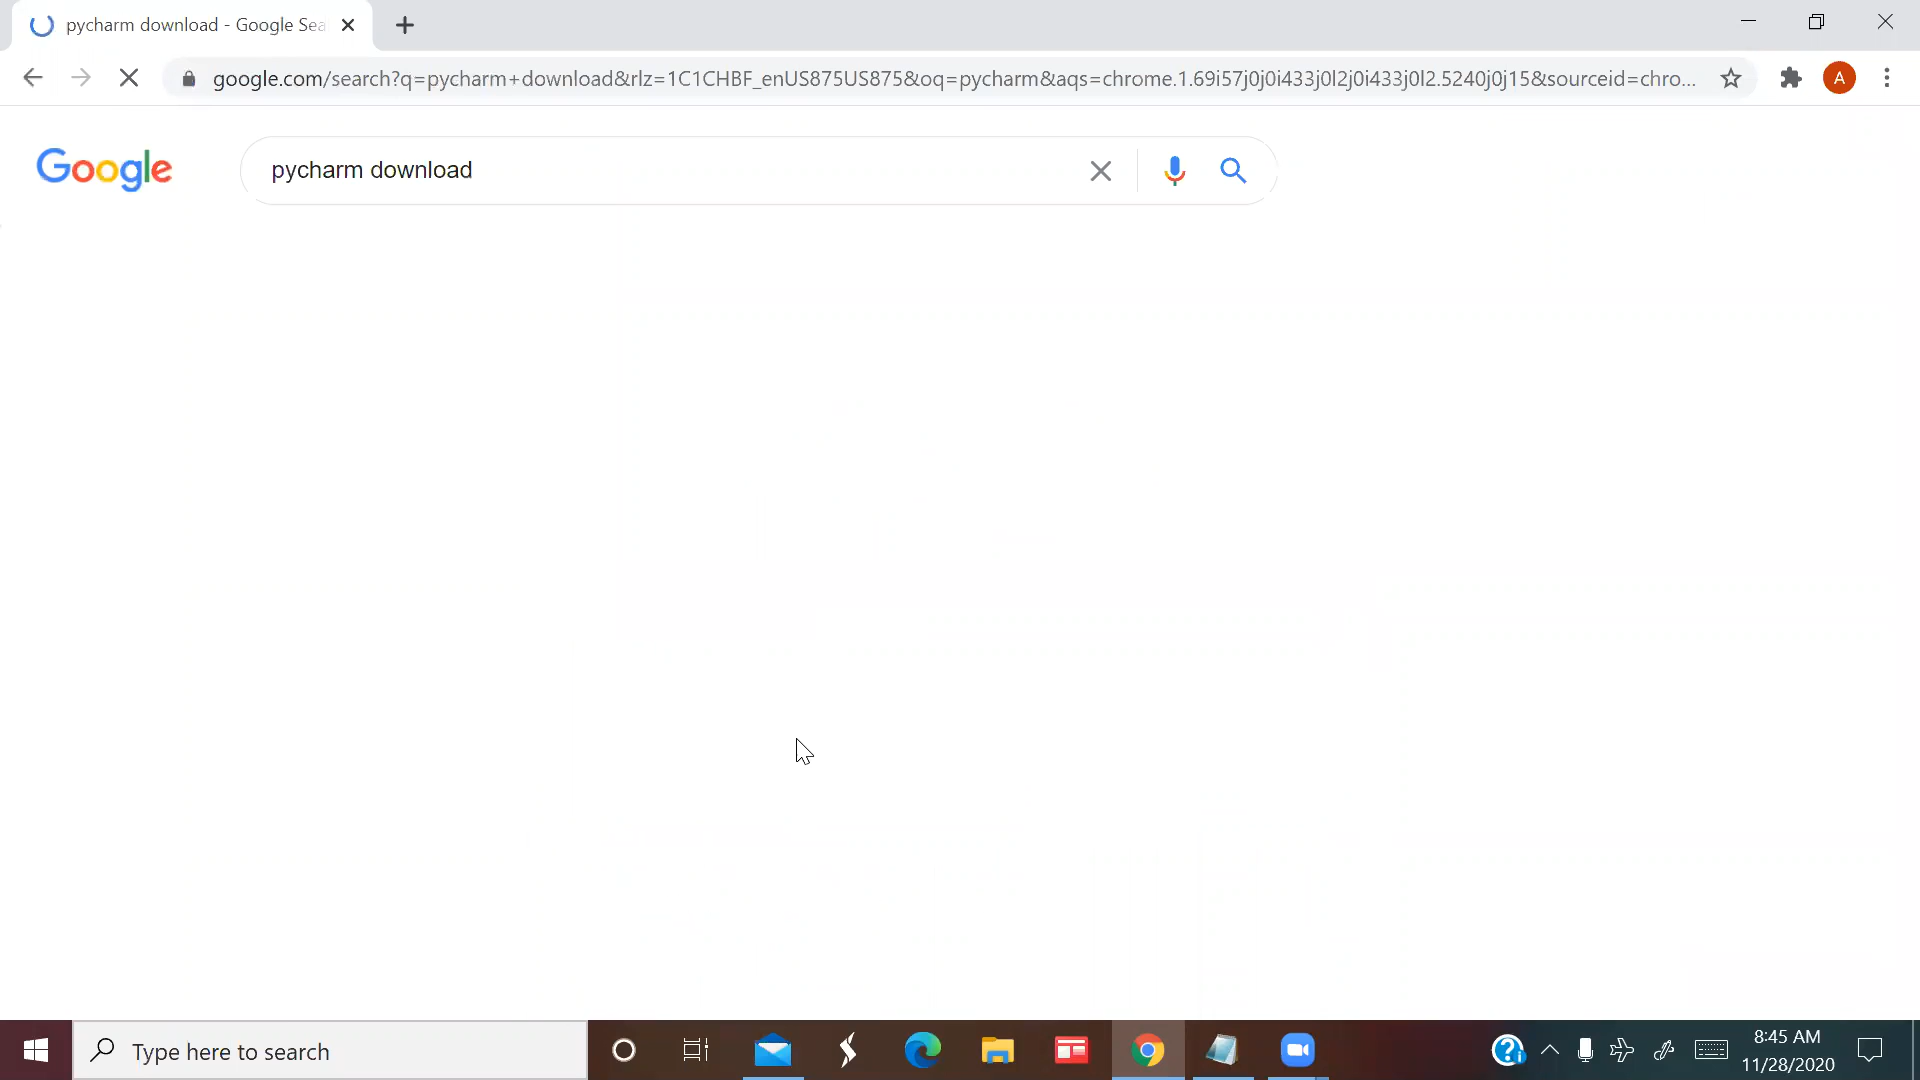 pycharm download - Google Sea
google.com/search?q=pycharm+download&rlz=1C1CHBF_enUS875US875&oq=pycharm&aqs=chrome.1.69i57j0j0i433j0l2j0i433j0l2.5240j0j15&sourceid=chro...
A
Google
pycharm download
Type here to search
8:45 AM
11/28/2020